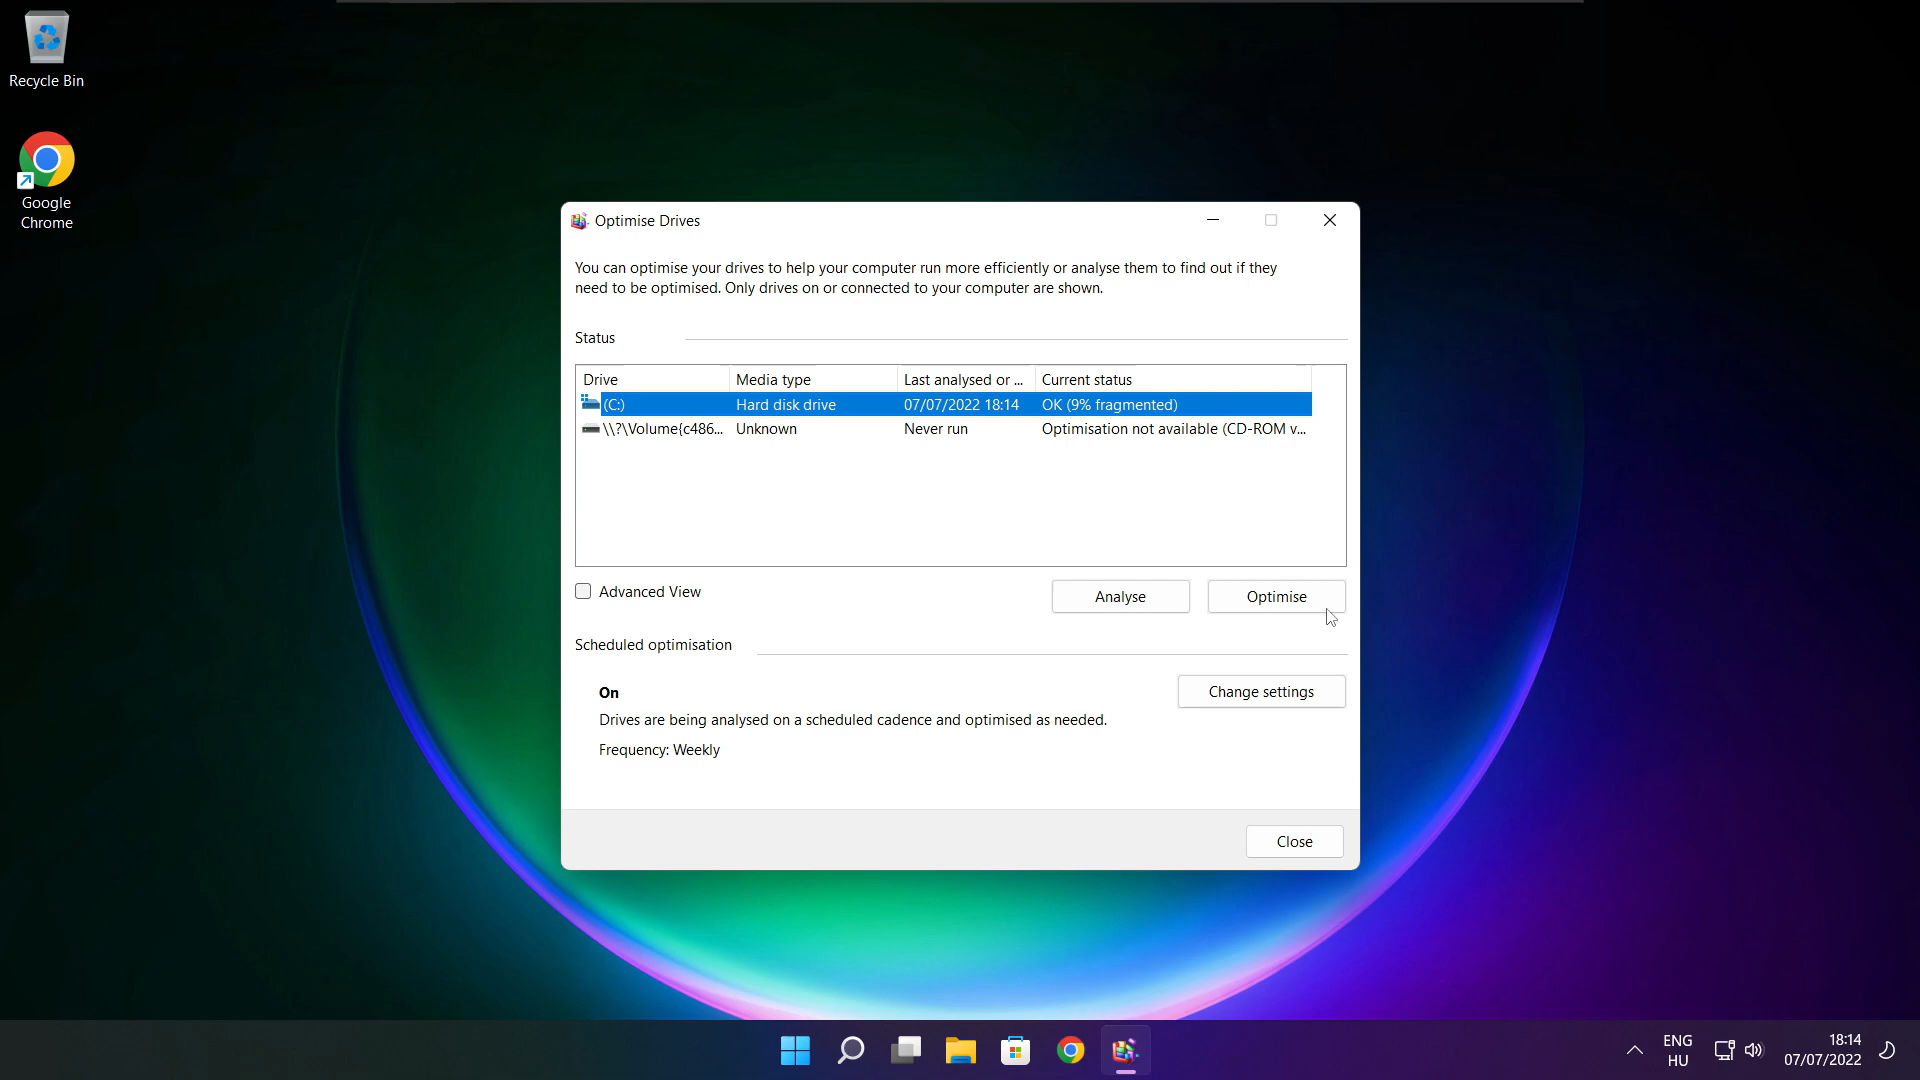 Recycle Bin
Google
Chrome
Optimise Drives
You can optimise your drives to help your computer run more efficiently or analyse them to find out if they
need to be optimised. Only drives on or connected to your computer are shown.
Status
Drive Media type Last analysed or ... Current status
(C:) Hard disk drive 07/07/2022 18:14 OK (9% fragmented)
\\?\Volume{c486... Unknown Never run Optimisation not available (CD-ROM v...
Advanced View
Analyse Optimise
Scheduled optimisation
On
Change settings
Drives are being analysed on a scheduled cadence and optimised as needed.
Frequency: Weekly
Close
ENG
HU
18:14
07/07/2022